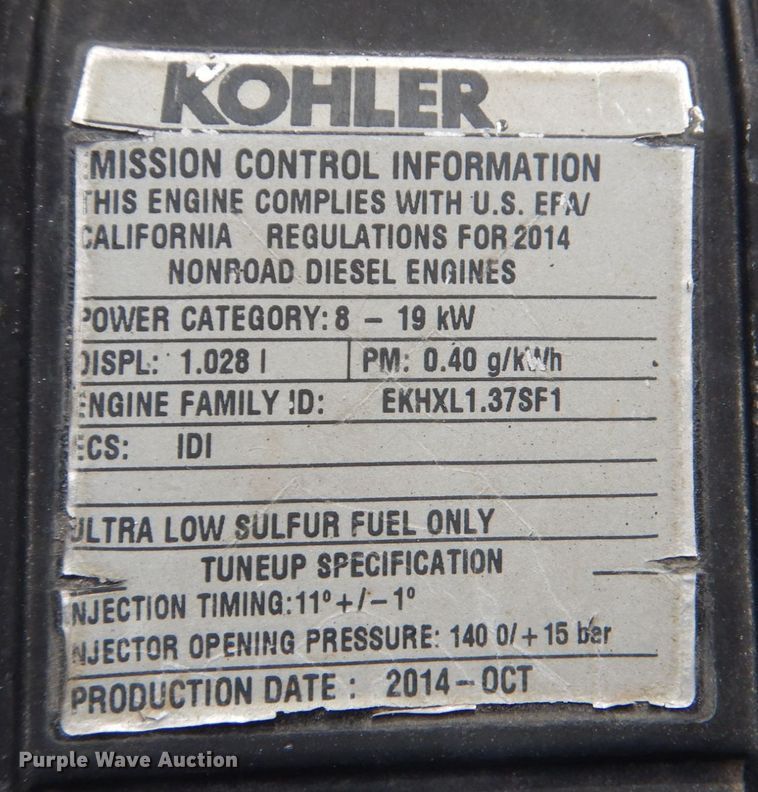 KOHLER
EMISSION CONTROL INFORMATION
THIS ENGINE COMPLIES WITH U.S. EPA/
CALIFORNIA REGULATIONS FOR 2014
NONROAD DIESEL ENGINES
POWER CATEGORY: 8 – 19 kW
DISPL: 1.028 l PM: 0.40 g/kWh
ENGINE FAMILY ID: EKHXL1.37SF1
ECS: IDI
ULTRA LOW SULFUR FUEL ONLY
TUNEUP SPECIFICATION
INJECTION TIMING: 11° +/– 1°
INJECTOR OPENING PRESSURE: 140 0/+15 bar
PRODUCTION DATE : 2014–OCT
Purple Wave Auction